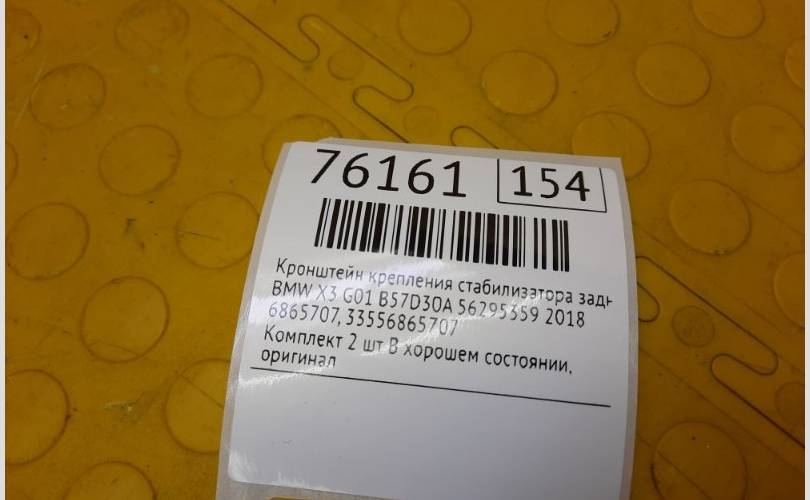 76161 154
Кронштейн крепления стабилизатора задн
BMW X3 G01 B57D30A 56295359 2018
6865707, 33556865707
Комплект 2 шт В хорошем состоянии,
оригинал